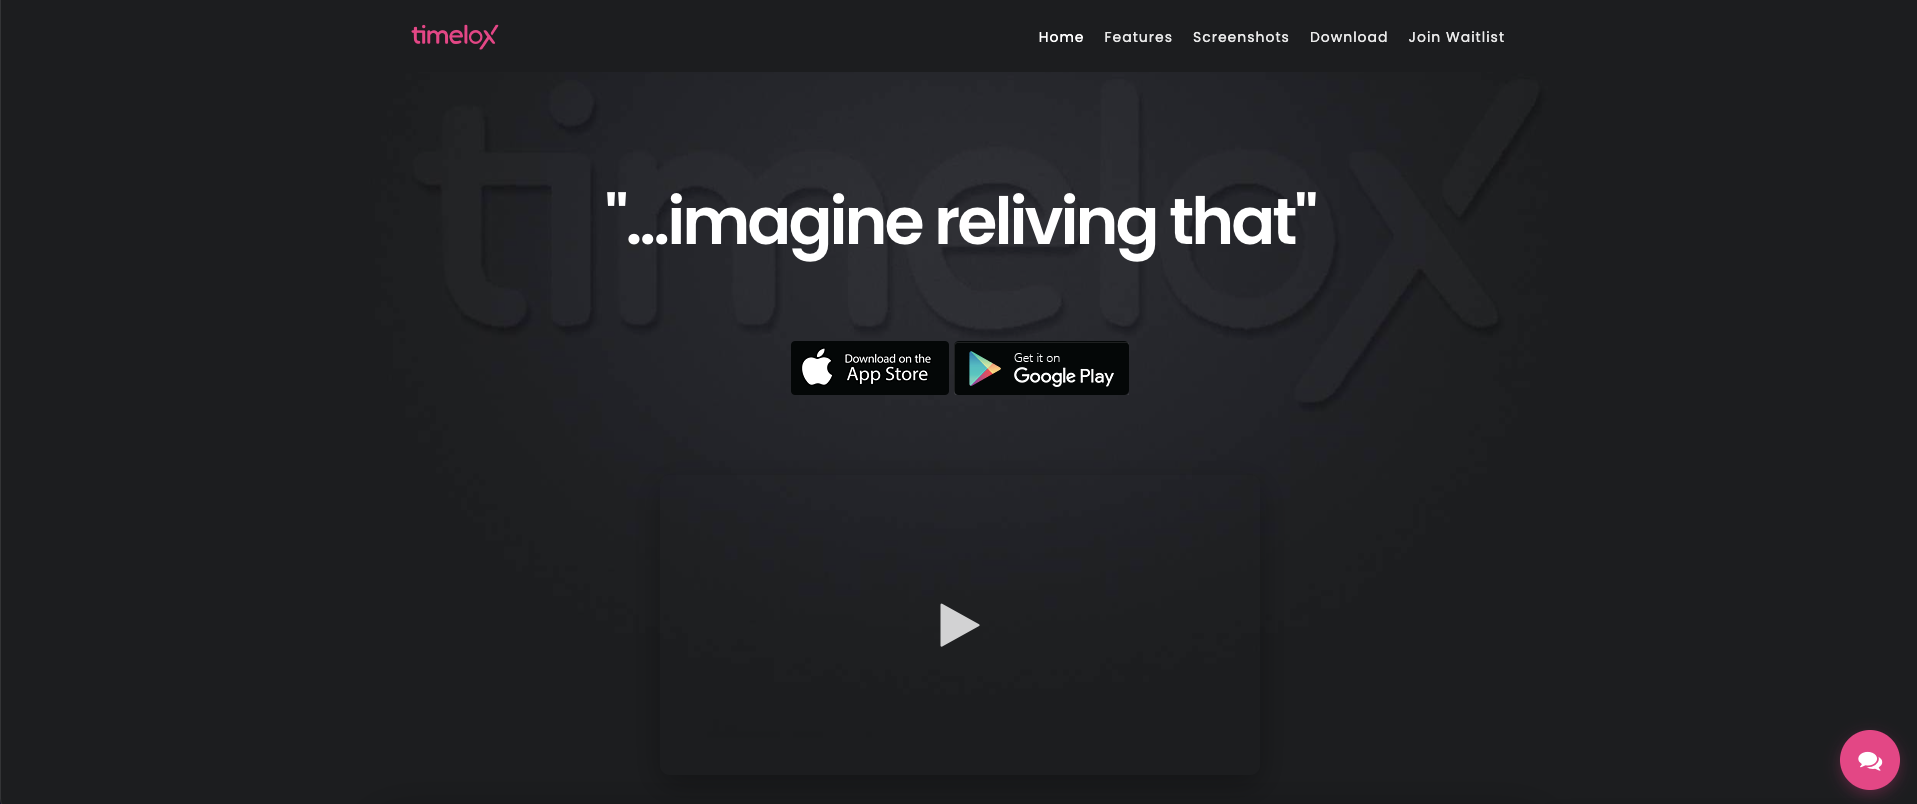 timelox
Home Features Screenshots Download Join Waitlist
timelox
"...imagine reliving that"
Download on the
App Store
Get it on
Google Play